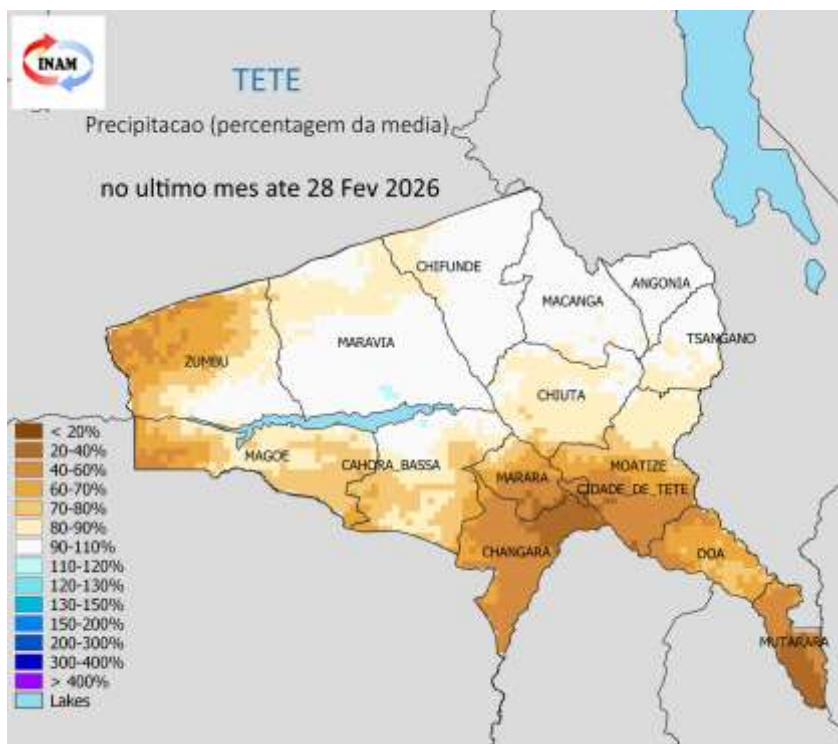 INAM
TETE
Precipitacao (percentagem da media)
no ultimo mes ate 28 Fev 2026
CHIFUNDE
ANGONIA
MACANGA
TSANGANO
MARAVIA
ZUMBU
CHIUTA
MAGOE
CAHORA_BASSA
MOATIZE
MARARA
CIDADE_DE_TETE
CHANGARA
DOA
MUTARARA
< 20%
20-40%
40-60%
60-70%
70-80%
80-90%
90-110%
110-120%
120-130%
130-150%
150-200%
200-300%
300-400%
> 400%
Lakes